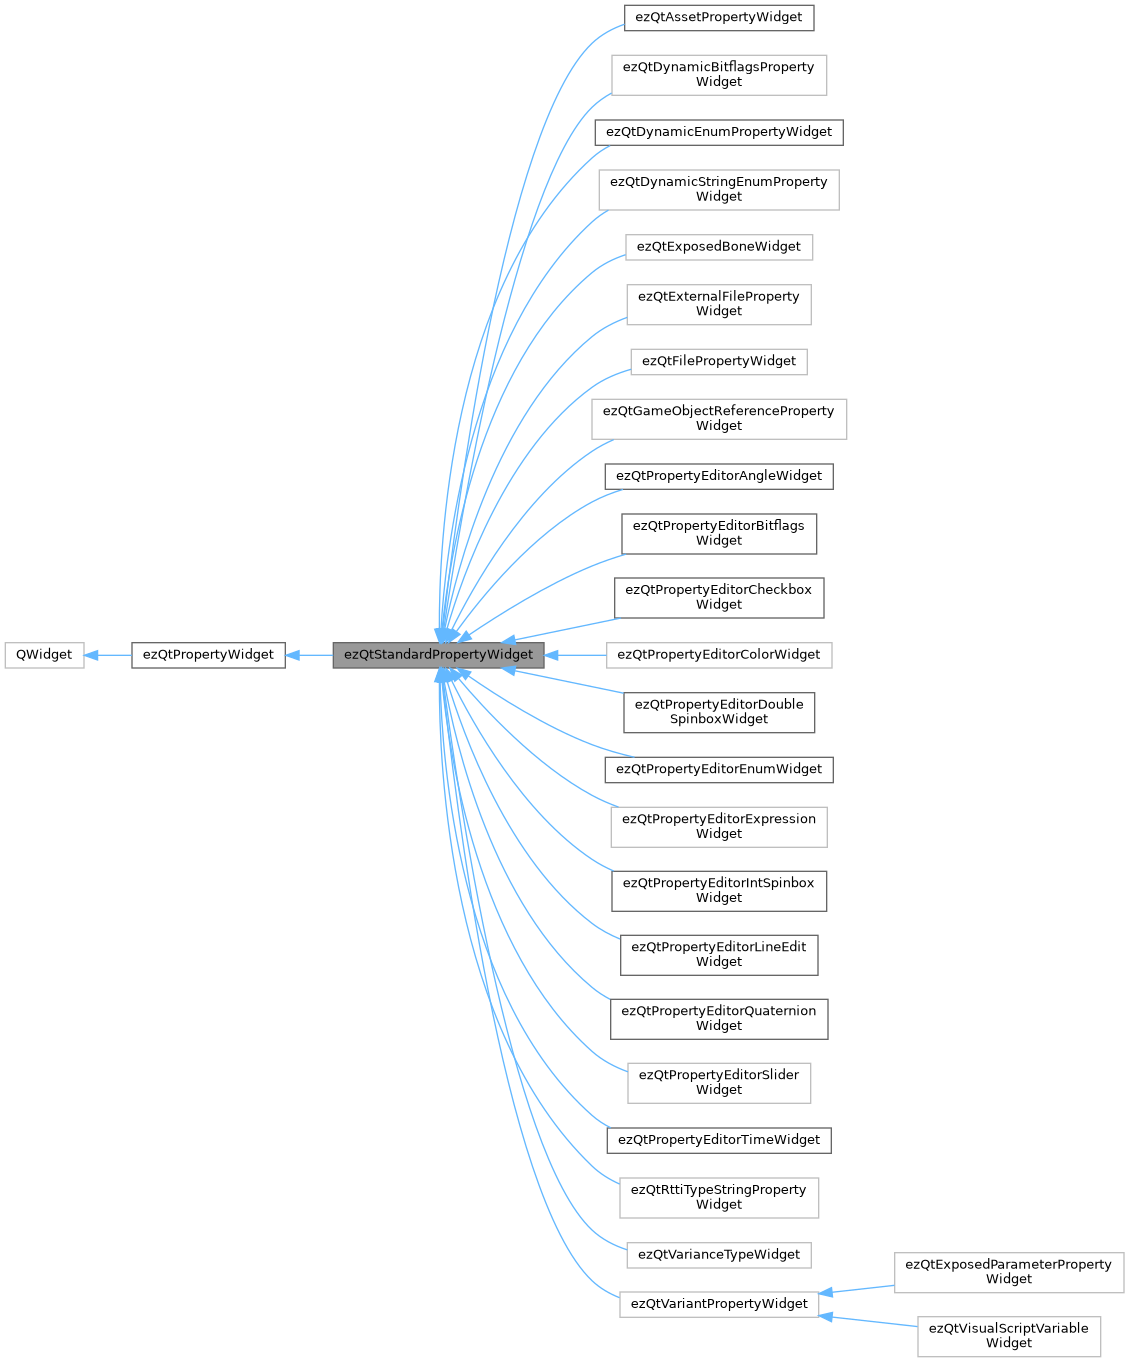 ezQtAssetPropertyWidget
ezQtDynamicBitflagsProperty
Widget
ezQtDynamicEnumPropertyWidget
ezQtDynamicStringEnumProperty
Widget
ezQtExposedBoneWidget
ezQtExternalFileProperty
Widget
ezQtFilePropertyWidget
ezQtGameObjectReferenceProperty
Widget
ezQtPropertyEditorAngleWidget
ezQtPropertyEditorBitflags
Widget
ezQtPropertyEditorCheckbox
Widget
QWidget
ezQtPropertyWidget
ezQtStandardPropertyWidget
ezQtPropertyEditorColorWidget
ezQtPropertyEditorDouble
SpinboxWidget
ezQtPropertyEditorEnumWidget
ezQtPropertyEditorExpression
Widget
ezQtPropertyEditorIntSpinbox
Widget
ezQtPropertyEditorLineEdit
Widget
ezQtPropertyEditorQuaternion
Widget
ezQtPropertyEditorSlider
Widget
ezQtPropertyEditorTimeWidget
ezQtRttiTypeStringProperty
Widget
ezQtVarianceTypeWidget
ezQtVariantPropertyWidget
ezQtExposedParameterProperty
Widget
ezQtVisualScriptVariable
Widget